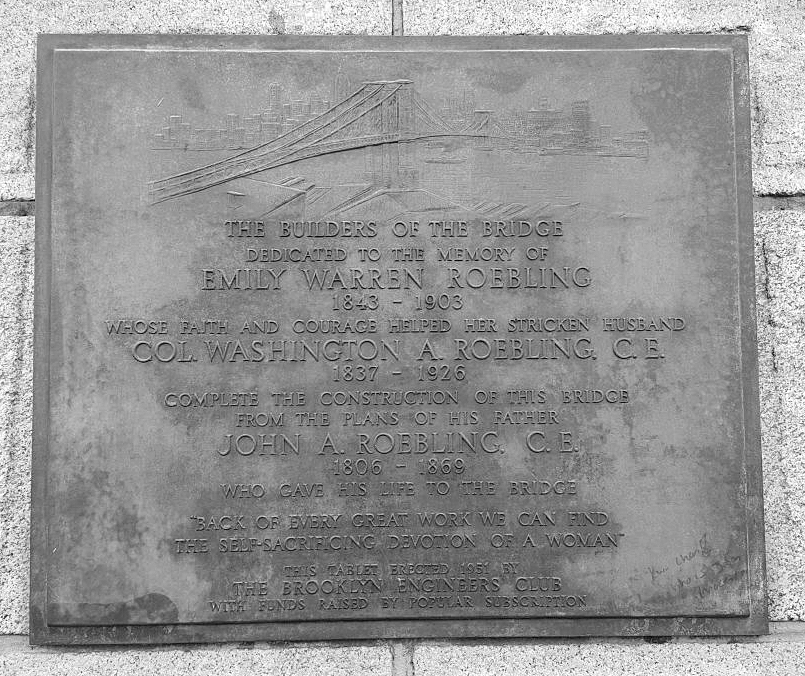 THE BUILDERS OF THE BRIDGE
DEDICATED TO THE MEMORY OF
EMILY WARREN ROEBLING
1843 - 1903
WHOSE FAITH AND COURAGE HELPED HER STRICKEN HUSBAND
COL. WASHINGTON A. ROEBLING, C. E.
1837 - 1926
COMPLETE THE CONSTRUCTION OF THIS BRIDGE
FROM THE PLANS OF HIS FATHER
JOHN A. ROEBLING, C. E.
1806 - 1869
WHO GAVE HIS LIFE TO THE BRIDGE
"BACK OF EVERY GREAT WORK WE CAN FIND
THE SELF-SACRIFICING DEVOTION OF A WOMAN"
THIS TABLET ERECTED 1951 BY
THE BROOKLYN ENGINEERS CLUB
WITH FUNDS RAISED BY POPULAR SUBSCRIPTION